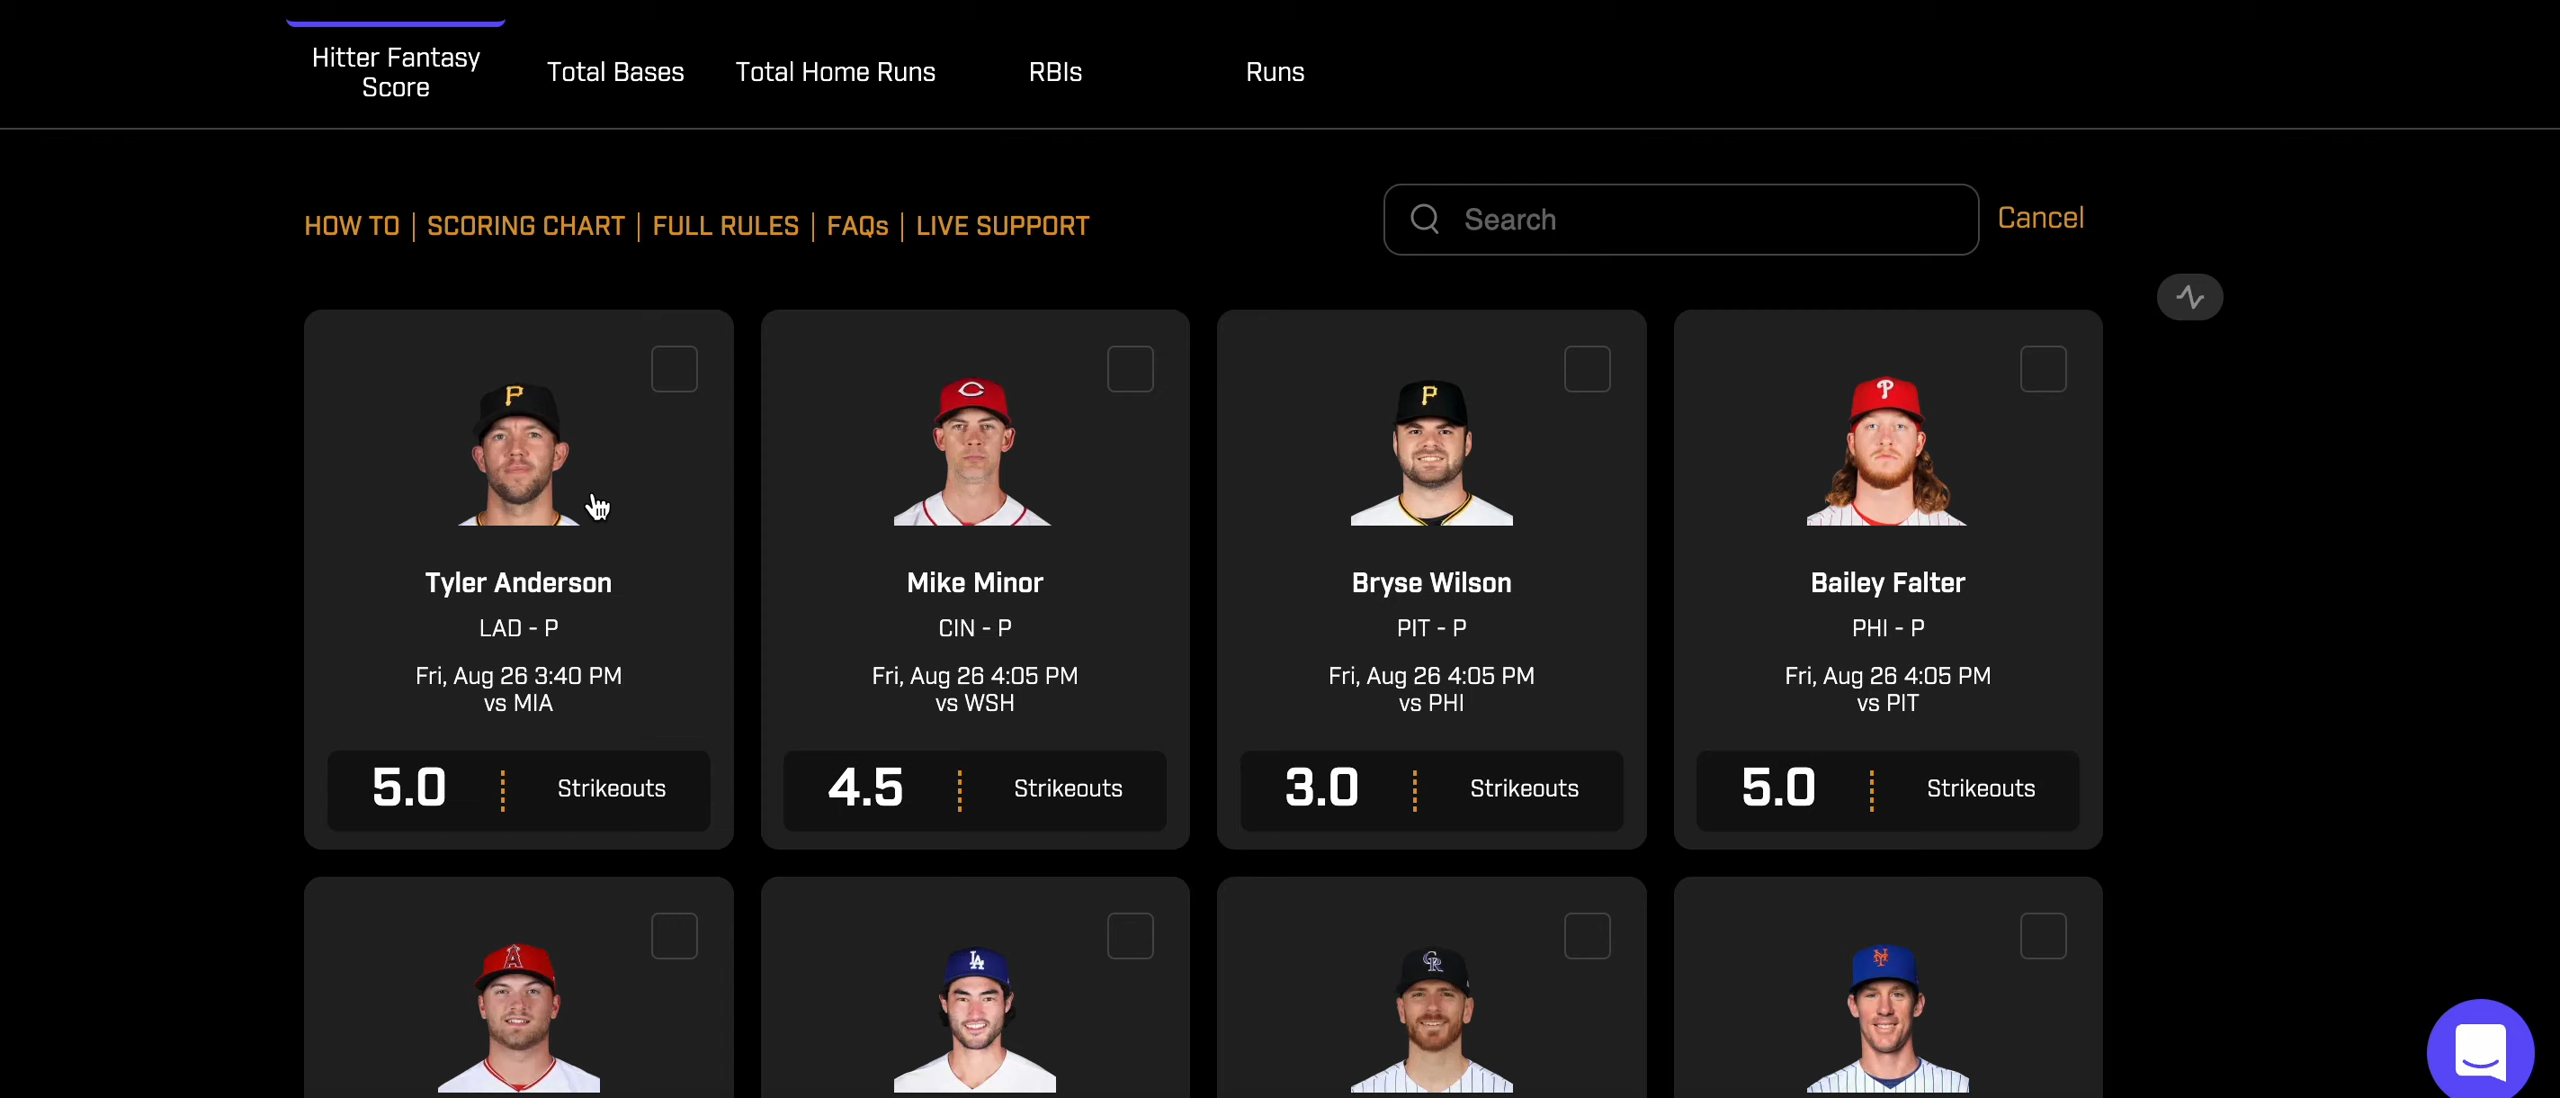 Hitter Fantasy
Score
Total Bases
Total Home Runs
RBIs
Runs
HOW TO | SCORING CHART | FULL RULES | FAQs | LIVE SUPPORT
Search
Cancel
P
C
P
P
Tyler Anderson
Mike Minor
Bryse Wilson
Bailey Falter
LAD - P
CIN - P
PIT - P
PHI - P
Fri, Aug 26 3:40 PM
vs MIA
Fri, Aug 26 4:05 PM
vs WSH
Fri, Aug 26 4:05 PM
vs PHI
Fri, Aug 26 4:05 PM
vs PIT
5.0 Strikeouts
4.5 Strikeouts
3.0 Strikeouts
5.0 Strikeouts
A
LA
CR
NY